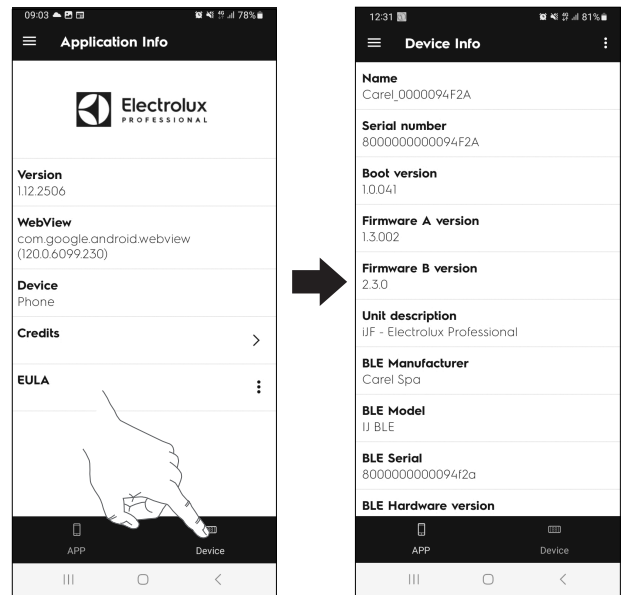 09:03 78%
Application Info
Electrolux
PROFESSIONAL
Version
1.12.2506
WebView
com.google.android.webview
(120.0.6099.230)
Device
Phone
Credits
EULA
APP Device
12:31 81%
Device Info
Name
Carel_0000094F2A
Serial number
8000000000094F2A
Boot version
1.0.041
Firmware A version
1.3.002
Firmware B version
2.3.0
Unit description
iJF - Electrolux Professional
BLE Manufacturer
Carel Spa
BLE Model
IJ BLE
BLE Serial
8000000000094f2a
BLE Hardware version
APP Device